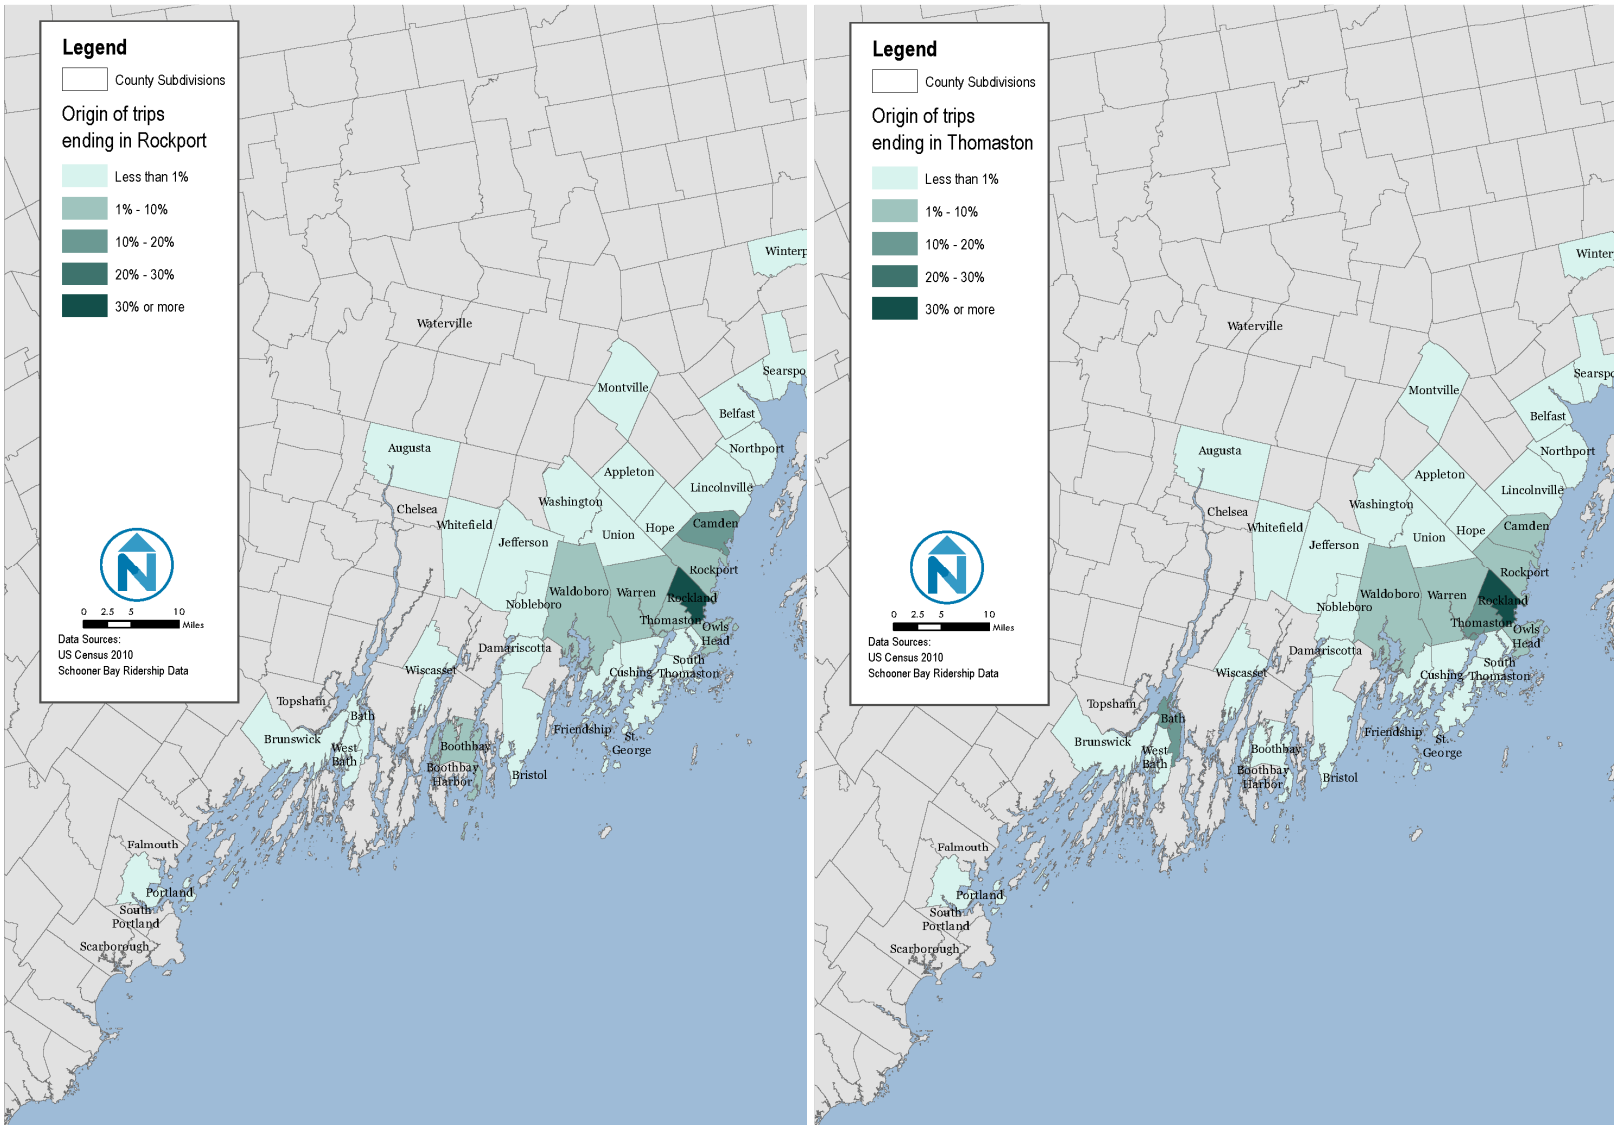 Legend
County Subdivisions
Origin of trips
ending in Rockport
Less than 1%
1% - 10%
10% - 20%
20% - 30%
30% or more
N
0 2.5 5 10
Miles
Data Sources:
US Census 2010
Schooner Bay Ridership Data
Winterp
Waterville
Searspo
Montville
Belfast
Augusta
Northport
Appleton
Lincolnville
Washington
Chelsea
Whitefield
Hope
Camden
Union
Jefferson
Rockport
Waldoboro
Warren
Rockland
Nobleboro
Thomaston
Owls
Head
Damariscotta
South
Thomaston
Wiscasset
Cushing
Topsham
Bath
Friendship
St.
George
Brunswick
West
Bath
Boothbay
Boothbay
Harbor
Bristol
Falmouth
Portland
South
Portland
Scarborough
Legend
County Subdivisions
Origin of trips
ending in Thomaston
Less than 1%
1% - 10%
10% - 20%
20% - 30%
30% or more
N
0 2.5 5 10
Miles
Data Sources:
US Census 2010
Schooner Bay Ridership Data
Winter
Waterville
Searspo
Montville
Belfast
Augusta
Northport
Appleton
Lincolnville
Washington
Chelsea
Whitefield
Hope
Camden
Union
Jefferson
Rockport
Waldoboro
Warren
Rockland
Nobleboro
Thomaston
Owls
Head
Damariscotta
South
Thomaston
Wiscasset
Cushing
Topsham
Bath
Friendship
St.
George
Brunswick
West
Bath
Boothbay
Boothbay
Harbor
Bristol
Falmouth
Portland
South
Portland
Scarborough